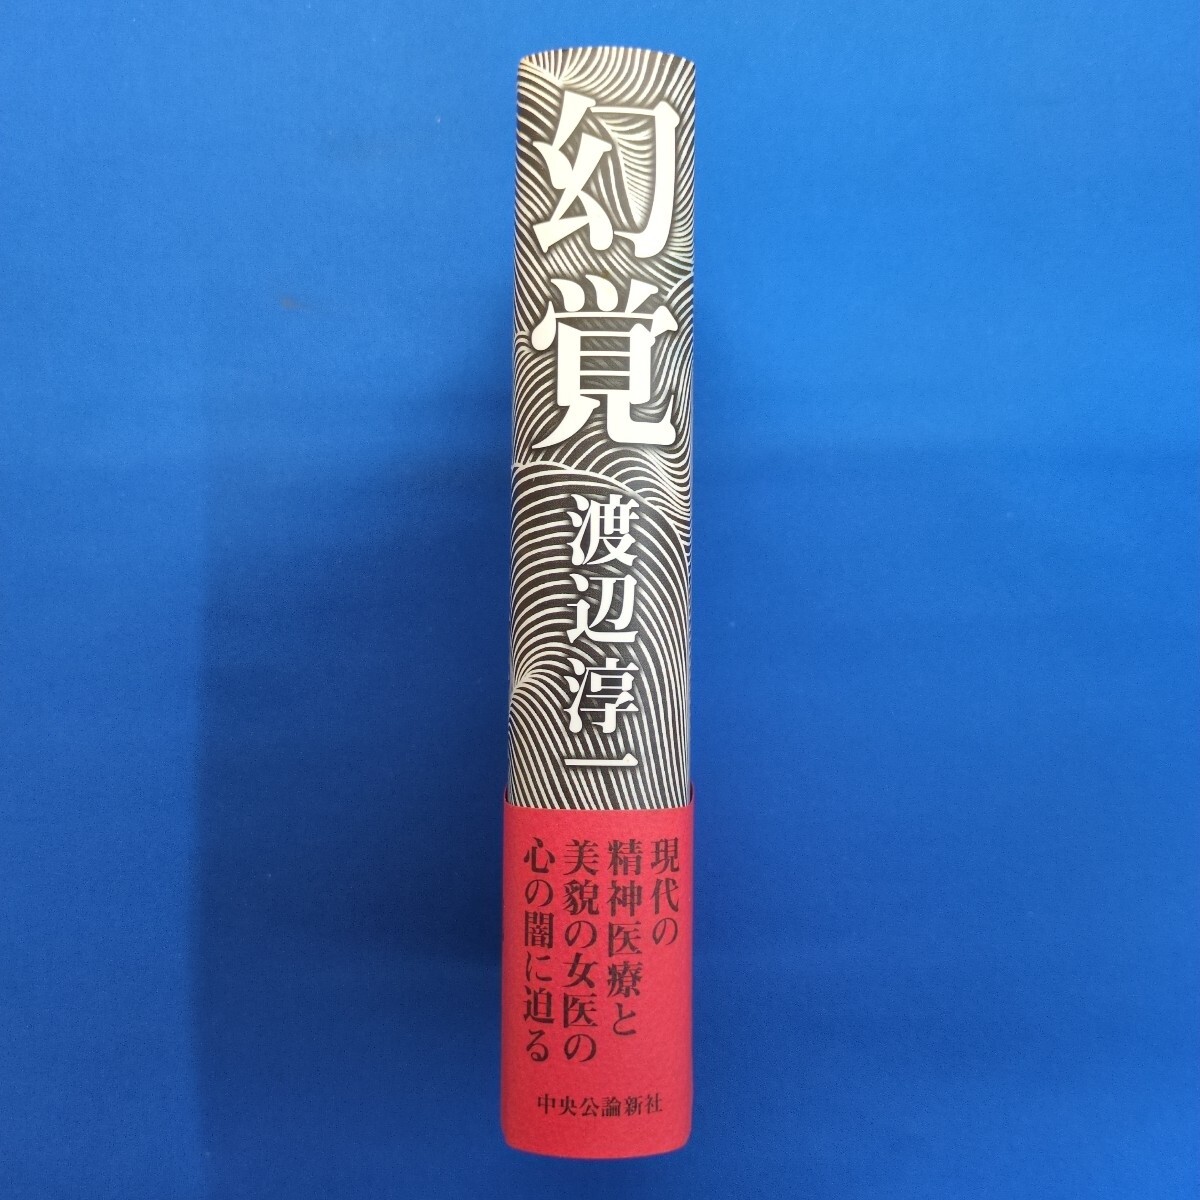 幻覚
渡辺淳一
現代の
精神医療と
美貌の女医の
心の闇に迫る
中央公論新社